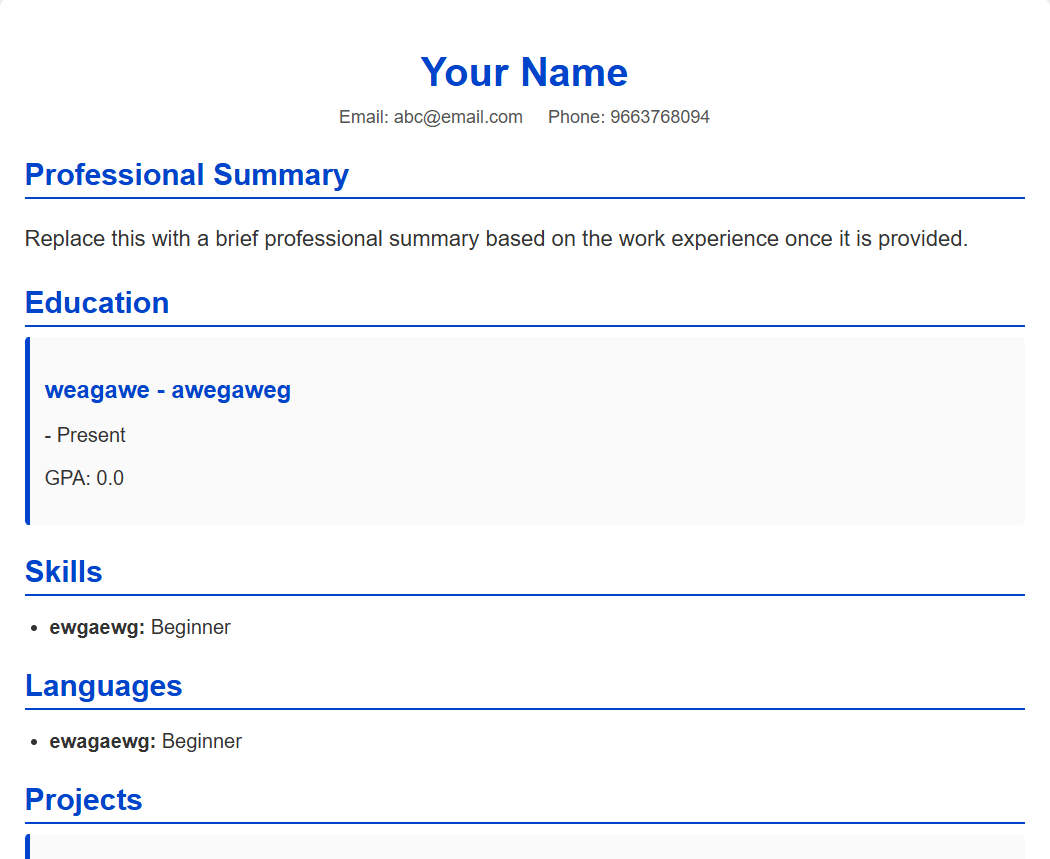 Your Name
Email: abc@email.com Phone: 9663768094
Professional Summary
Replace this with a brief professional summary based on the work experience once it is provided.
Education
weagawe - awegaweg
- Present
GPA: 0.0
Skills
• ewgaewg: Beginner
Languages
• ewagaewg: Beginner
Projects